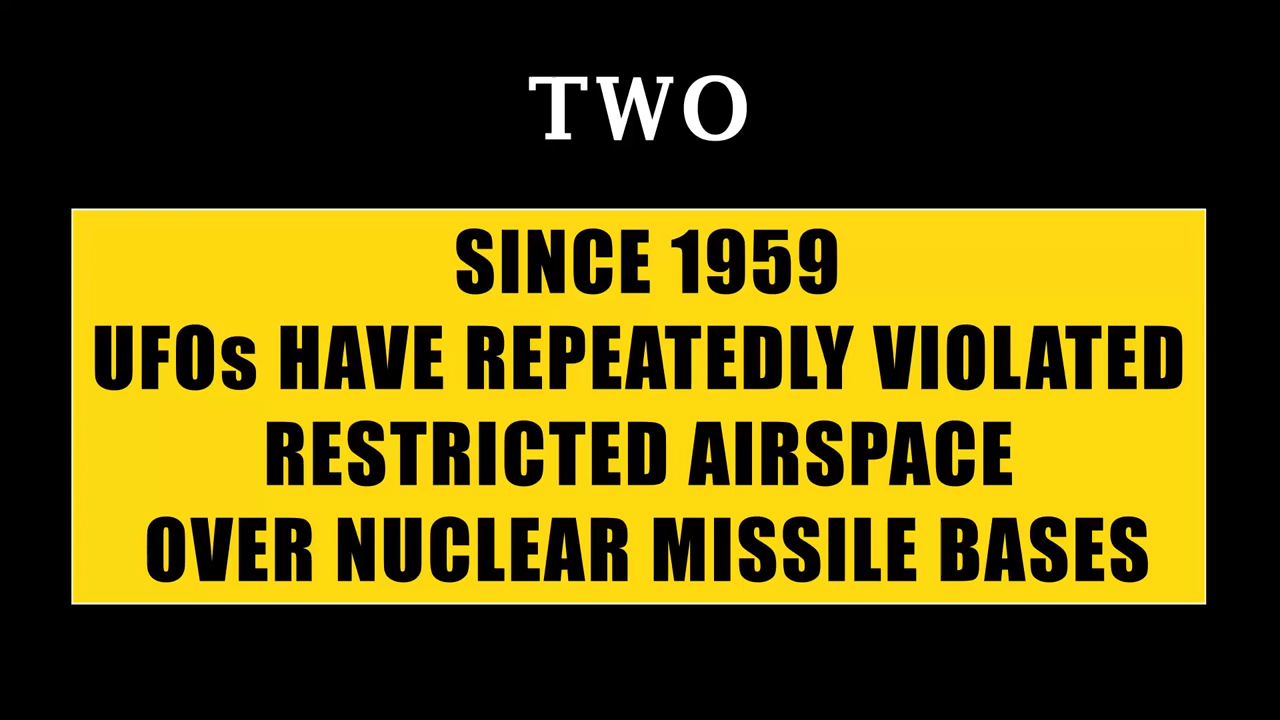 TWO
SINCE 1959
UFOs HAVE REPEATEDLY VIOLATED
RESTRICTED AIRSPACE
OVER NUCLEAR MISSILE BASES